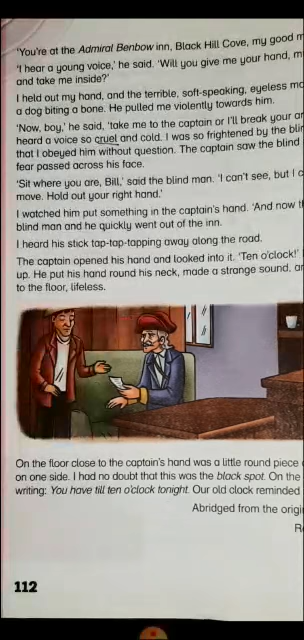 'You're at the Admiral Benbow inn, Black Hill Cove, my good
'I hear a young voice,' he said. 'Will you give me your hand,
and take me inside?'
I held out my hand, and the terrible, soft-speaking, eyeless
a dog biting a bone. He pulled me violently towards him.
'Now, boy,' he said, 'take me to the captain or I'll break your
heard a voice so cruel and cold. I was so frightened by the
that I obeyed him without question. The captain saw the blind
fear passed across his face.
'Sit where you are, Bill,' said the blind man. 'I can't see, but I
move. Hold out your right hand.'
I watched him put something in the captain's hand. 'And now
blind man and he quickly went out of the inn.
I heard his stick tap-tap-tapping away along the road.
The captain opened his hand and looked into it. 'Ten o'clock!'
up. He put his hand round his neck, made a strange sound,
to the floor, lifeless.
On the floor close to the captain's hand was a little round piece
on one side. I had no doubt that this was the black spot. On the
writing: You have till ten o'clock tonight. Our old clock reminded
Abridged from the
112